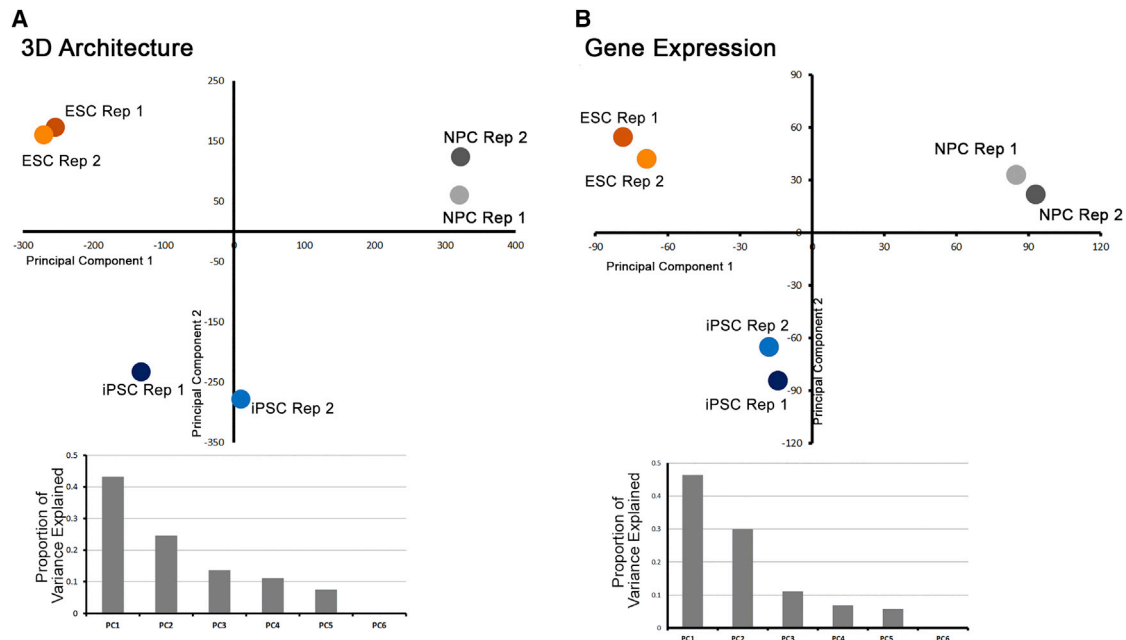 A
3D Architecture
250
150
50
-50
-150
-250
-350
-300
-200
-100
0
100
200
300
400
ESC Rep 1
ESC Rep 2
NPC Rep 2
NPC Rep 1
Principal Component 1
Principal Component 2
iPSC Rep 1
iPSC Rep 2
Proportion of
Variance Explained
0.5
0.4
0.3
0.2
0.1
0
PC1
PC2
PC3
PC4
PC5
PC6
B
Gene Expression
90
60
30
0
-30
-60
-90
-120
-90
-60
-30
0
30
60
90
120
ESC Rep 1
ESC Rep 2
NPC Rep 1
NPC Rep 2
Principal Component 1
Principal Component 2
iPSC Rep 2
iPSC Rep 1
Proportion of
Variance Explained
0.5
0.4
0.3
0.2
0.1
0
PC1
PC2
PC3
PC4
PC5
PC6